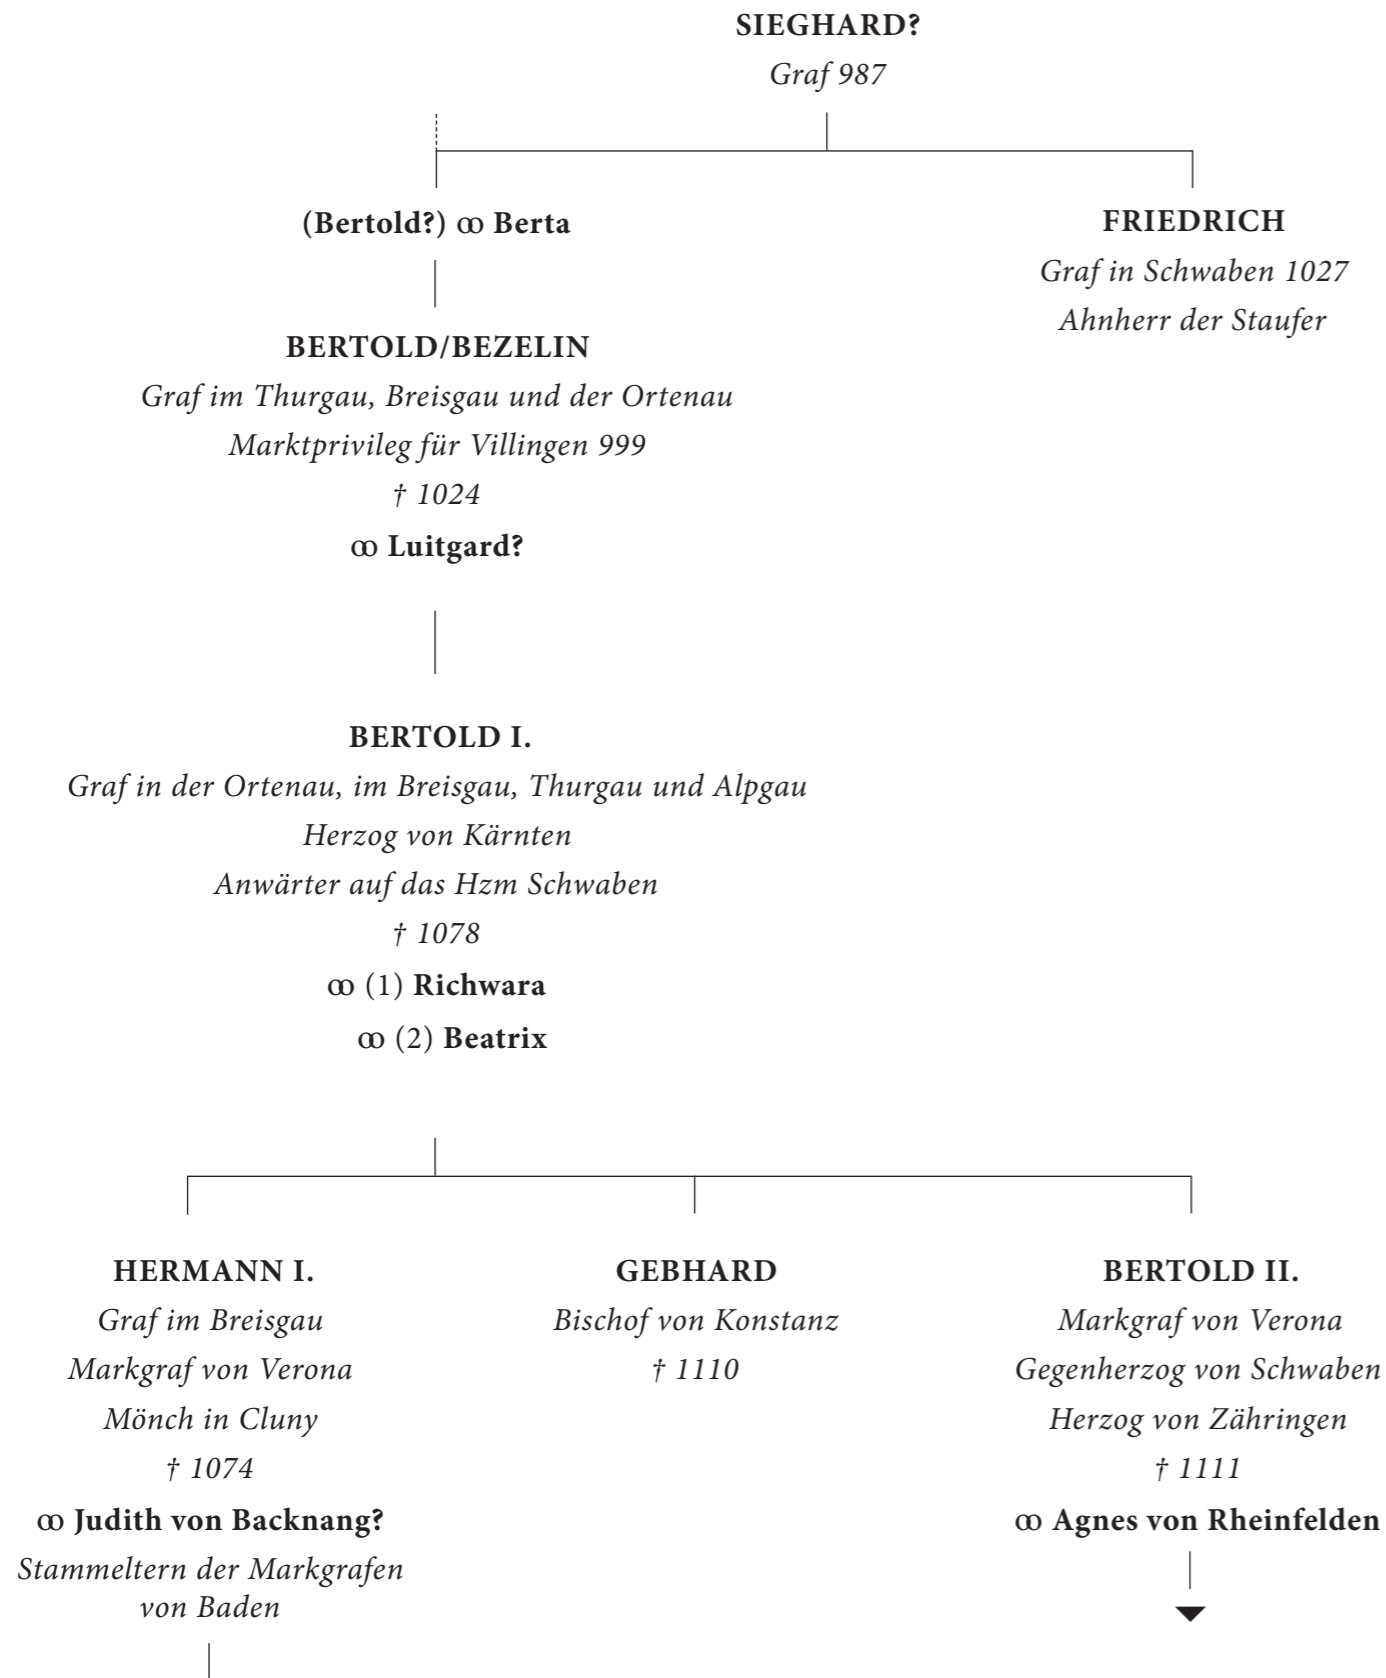 SIEGHARD?
Graf 987
(Bertold?) ꝏ Berta
FRIEDRICH
Graf in Schwaben 1027
Ahnherr der Staufer
BERTOLD/BEZELIN
Graf im Thurgau, Breisgau und der Ortenau
Marktprivileg für Villingen 999
† 1024
ꝏ Luitgard?
BERTOLD I.
Graf in der Ortenau, im Breisgau, Thurgau und Alpgau
Herzog von Kärnten
Anwärter auf das Hzm Schwaben
† 1078
ꝏ (1) Richwara
ꝏ (2) Beatrix
HERMANN I.
Graf im Breisgau
Markgraf von Verona
Mönch in Cluny
† 1074
ꝏ Judith von Backnang?
Stammeltern der Markgrafen
von Baden
GEBHARD
Bischof von Konstanz
† 1110
BERTOLD II.
Markgraf von Verona
Gegenherzog von Schwaben
Herzog von Zähringen
† 1111
ꝏ Agnes von Rheinfelden